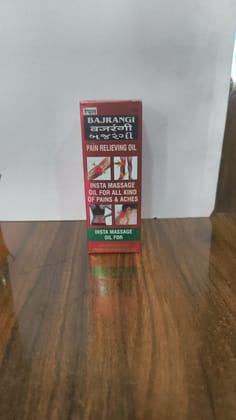 BAJRANGI
बजरंगी
બજરંગી
PAIN RELIEVING OIL
INSTA MASSAGE
OIL FOR ALL KIND
OF PAINS & ACHES
INSTA MASSAGE
OIL FOR